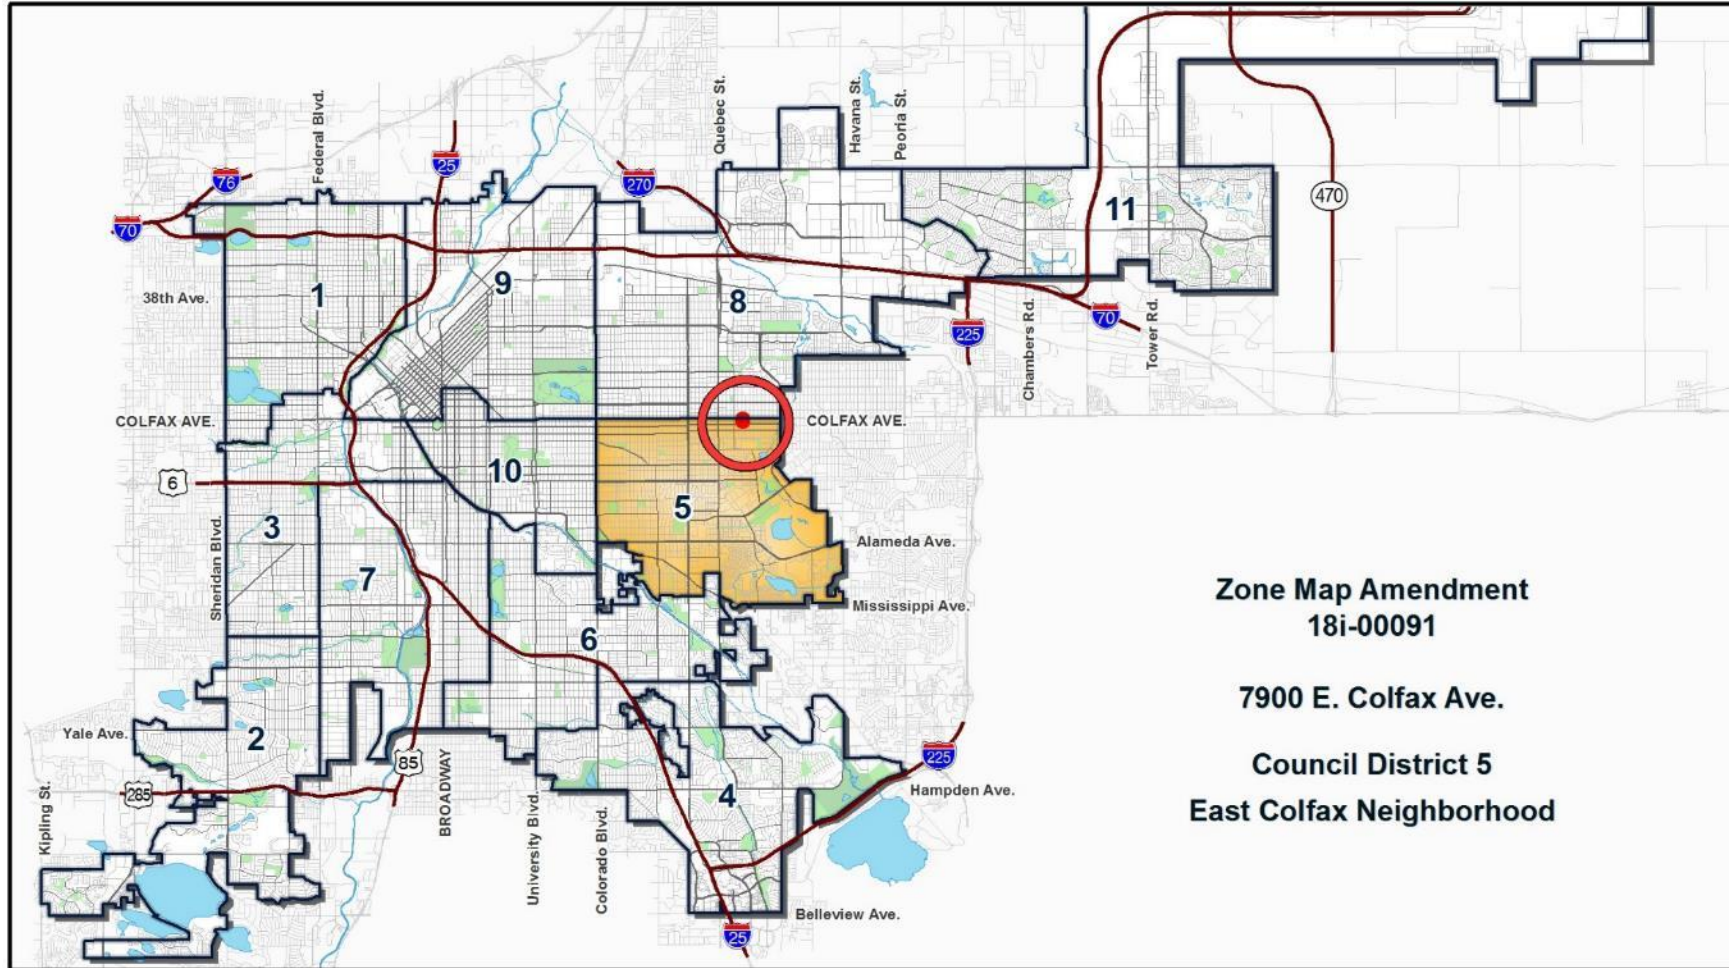 Federal Blvd.
Quebec St.
Havana St.
Peoria St.
25
76
270
70
470
11
9
1
8
38th Ave.
225
Chambers Rd.
70
Tower Rd.
COLFAX AVE.
COLFAX AVE.
10
6
5
3
Sheridan Blvd.
7
Alameda Ave.
Mississippi Ave.
6
Zone Map Amendment
18i-00091
7900 E. Colfax Ave.
Council District 5
East Colfax Neighborhood
Yale Ave.
2
85
225
285
4
Hampden Ave.
Kipling St.
BROADWAY
University Blvd.
Colorado Blvd.
Belleview Ave.
25